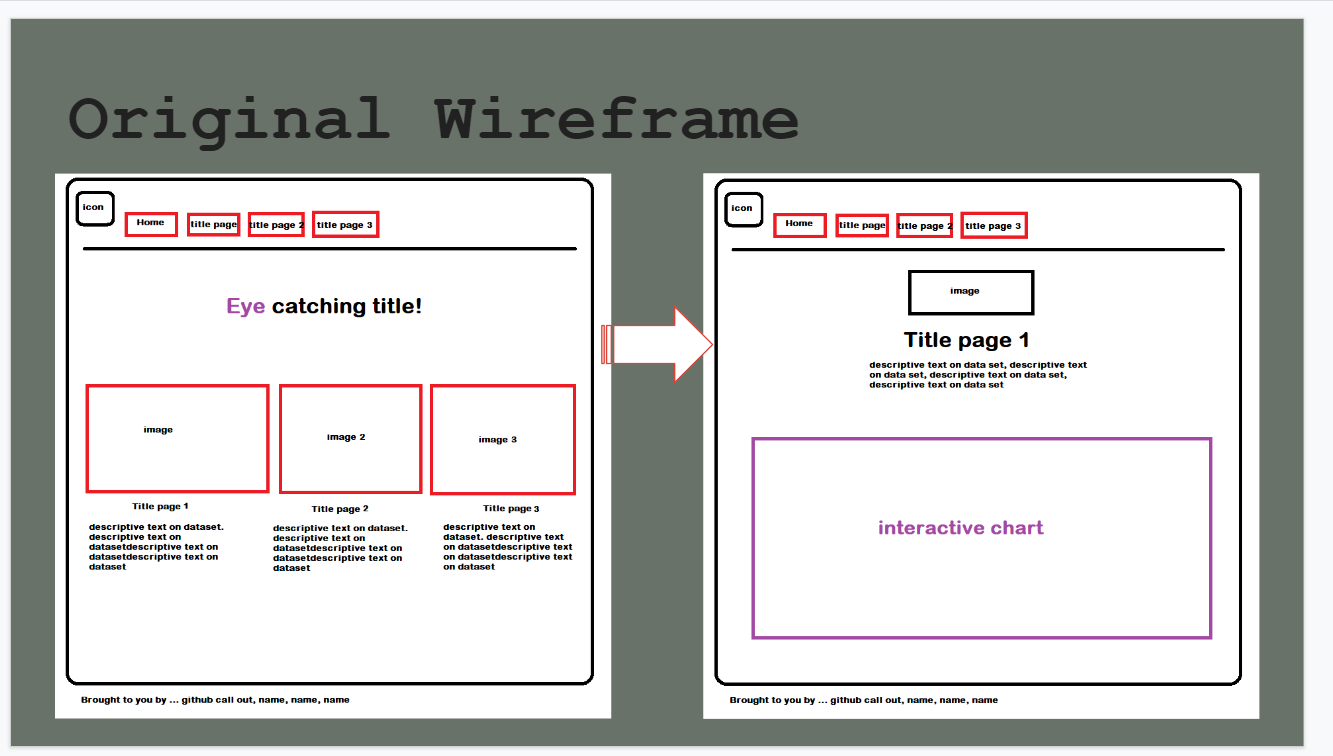 Original Wireframe
icon
Home
title page
title page 2
title page 3
Eye catching title!
image
image 2
image 3
Title page 1
descriptive text on dataset.
descriptive text on
datasetdescriptive text on
datasetdescriptive text on
dataset
Title page 2
descriptive text on dataset.
descriptive text on
datasetdescriptive text on
datasetdescriptive text on
dataset
Title page 3
descriptive text on
dataset. descriptive text
on datasetdescriptive text
on datasetdescriptive text
on dataset
Brought to you by ... github call out, name, name, name
icon
Home
title page
title page 2
title page 3
image
Title page 1
descriptive text on data set, descriptive text
on data set, descriptive text on data set,
descriptive text on data set
interactive chart
Brought to you by ... github call out, name, name, name